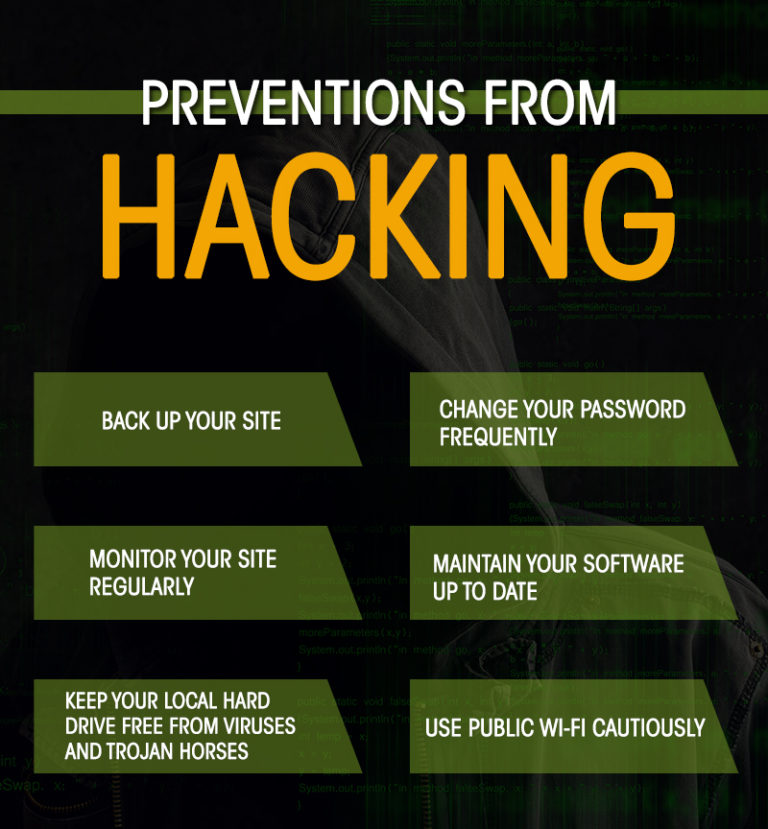 PREVENTIONS FROM
HACKING
BACK UP YOUR SITE
CHANGE YOUR PASSWORD
FREQUENTLY
MONITOR YOUR SITE
REGULARLY
MAINTAIN YOUR SOFTWARE
UP TO DATE
KEEP YOUR LOCAL HARD
DRIVE FREE FROM VIRUSES
AND TROJAN HORSES
USE PUBLIC WI-FI CAUTIOUSLY